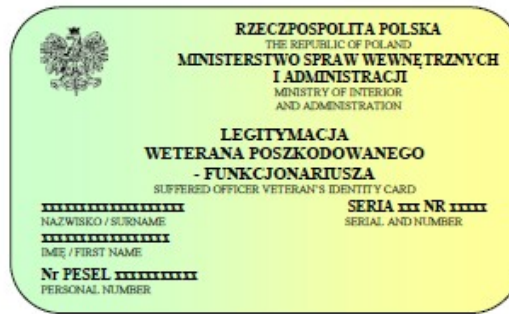 RZECZPOSPOLITA POLSKA
THE REPUBLIC OF POLAND
MINISTERSTWO SPRAW WEWNĘTRZNYCH
I ADMINISTRACJI
MINISTRY OF INTERIOR
AND ADMINISTRATION
LEGITYMACJA
WETERANA POSZKODOWANEGO
- FUNKCJONARIUSZA
SUFFERED OFFICER VETERAN'S IDENTITY CARD
xxxxxxxxxxxxxxxxxx SERIA xxx NR xxxxx
NAZWISKO / SURNAME SERIAL AND NUMBER
xxxxxxxxxxxxxxxx
IMIĘ / FIRST NAME
Nr PESEL xxxxxxxxxxx
PERSONAL NUMBER